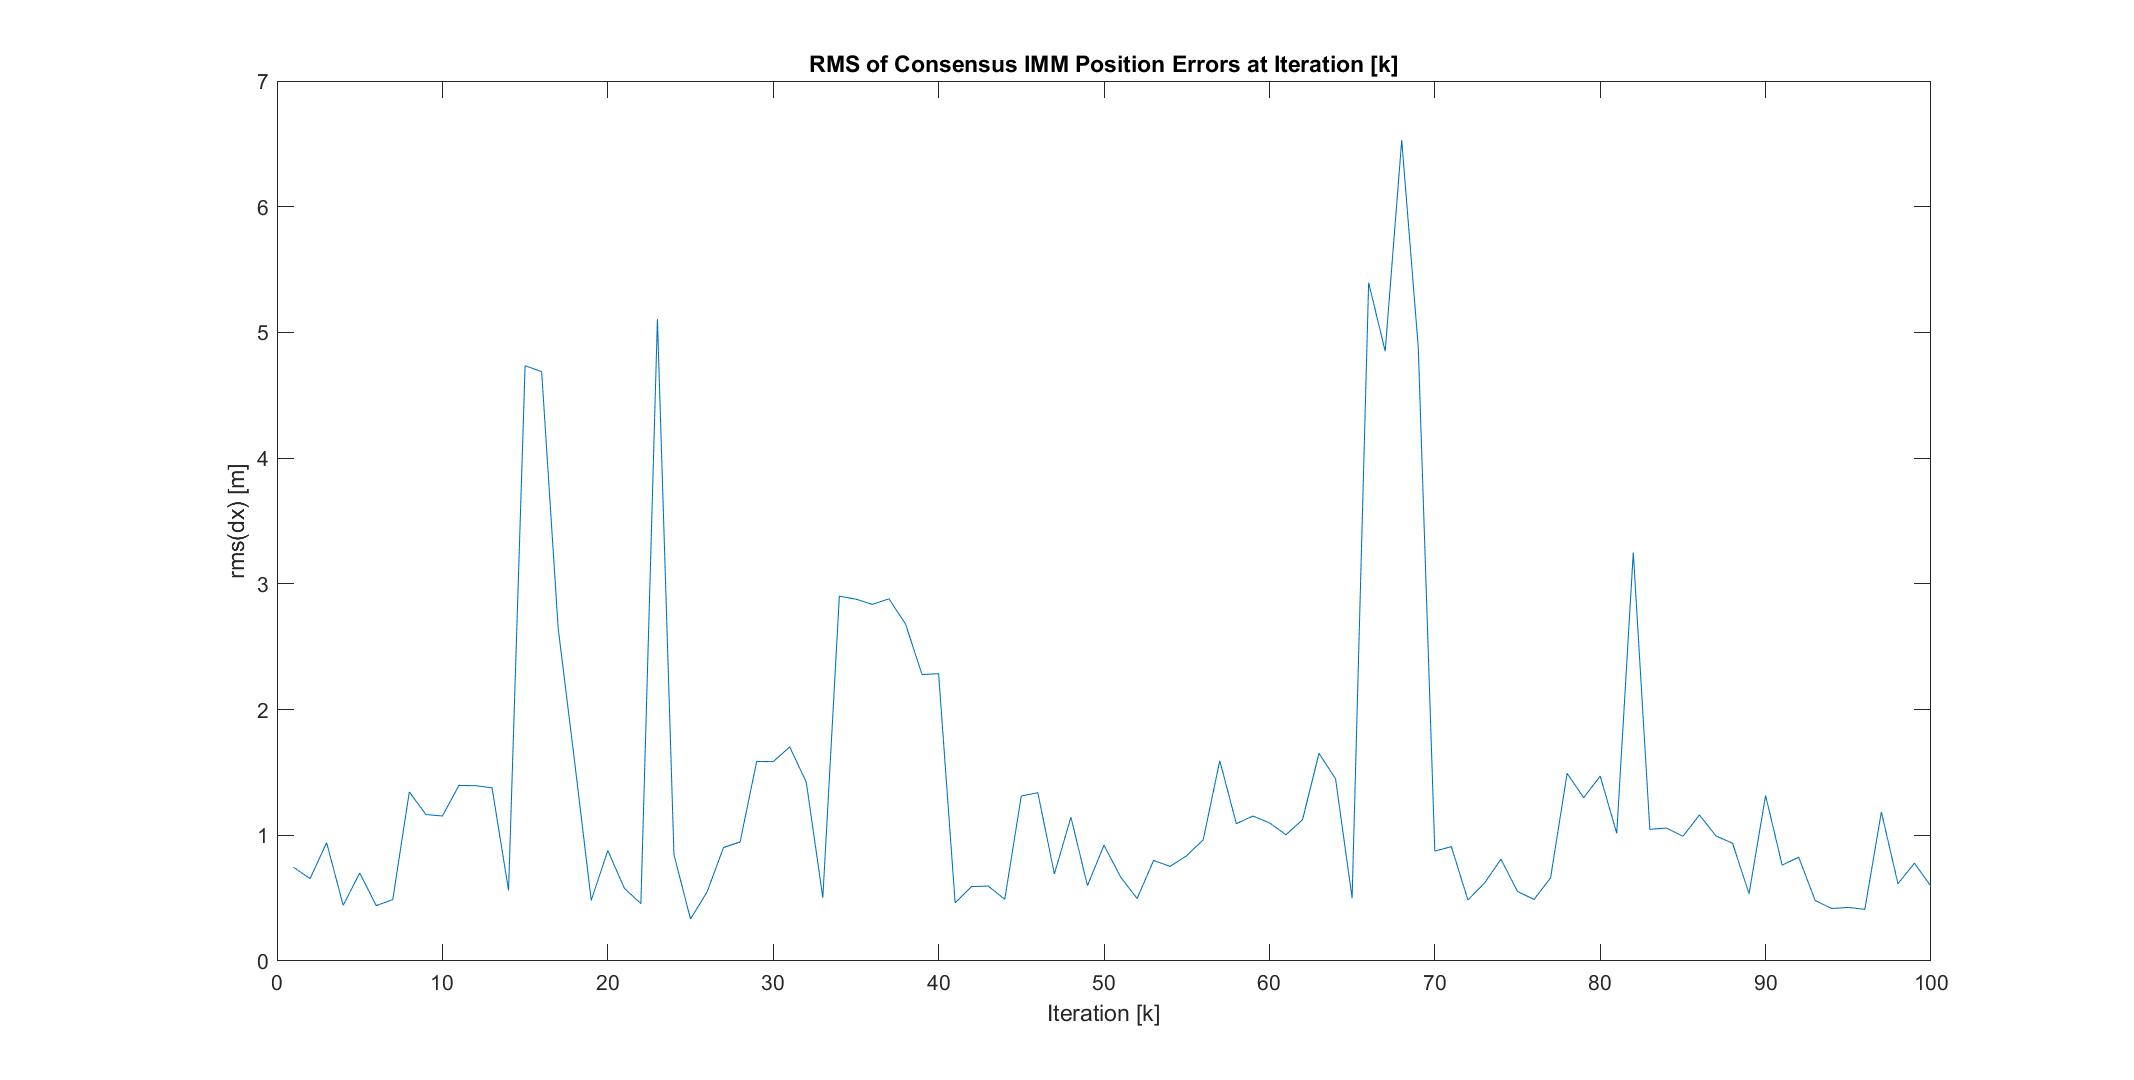 RMS of Consensus IMM Position Errors at Iteration [k]
7
6
5
4
3
2
1
0
rms(dx) [m]
0 10 20 30 40 50 60 70 80 90 100
Iteration [k]